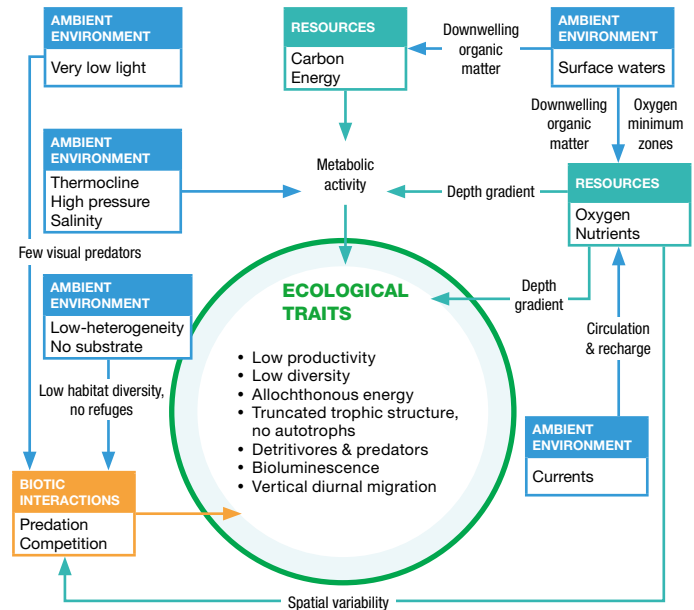 AMBIENT
ENVIRONMENT
Very low light
RESOURCES
Carbon
Energy
Downwelling
organic
matter
AMBIENT
ENVIRONMENT
Surface waters
Downwelling
organic
matter
Oxygen
minimum
zones
AMBIENT
ENVIRONMENT
Thermocline
High pressure
Salinity
Metabolic
activity
Depth gradient
RESOURCES
Oxygen
Nutrients
Few visual predators
AMBIENT
ENVIRONMENT
Low-heterogeneity
No substrate
Low habitat diversity,
no refuges
ECOLOGICAL
TRAITS
• Low productivity
• Low diversity
• Allochthonous energy
• Truncated trophic structure,
no autotrophs
• Detritivores & predators
• Bioluminescence
• Vertical diurnal migration
Depth
gradient
Circulation
& recharge
AMBIENT
ENVIRONMENT
Currents
BIOTIC
INTERACTIONS
Predation
Competition
Spatial variability